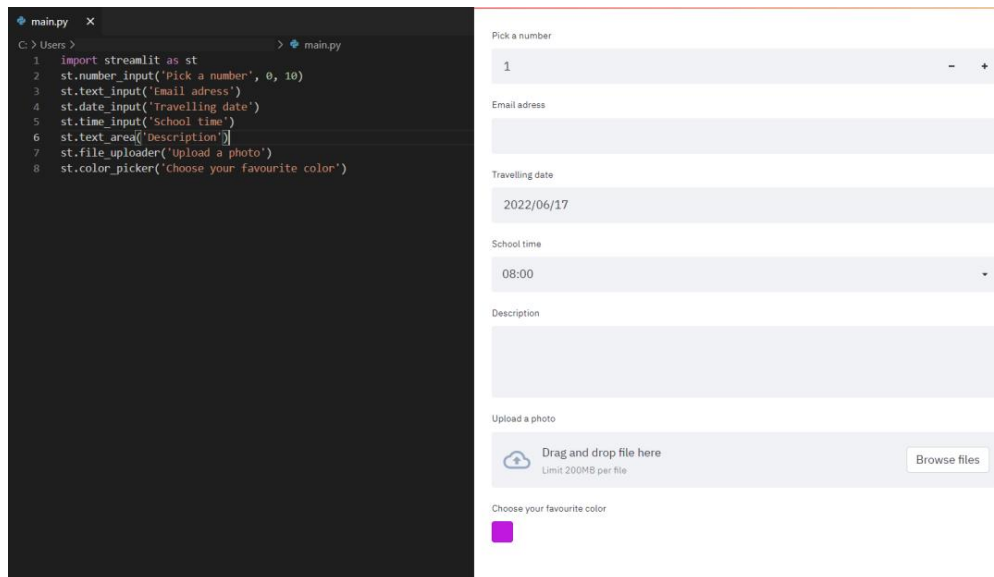 main.py
C: > Users > > main.py
1 import streamlit as st
2 st.number_input('Pick a number', 0, 10)
3 st.text_input('Email adress')
4 st.date_input('Travelling date')
5 st.time_input('School time')
6 st.text_area('Description')
7 st.file_uploader('Upload a photo')
8 st.color_picker('Choose your favourite color')
Pick a number
1 - +
Email adress
Travelling date
2022/06/17
School time
08:00
Description
Upload a photo
Drag and drop file here
Limit 200MB per file
Browse files
Choose your favourite color